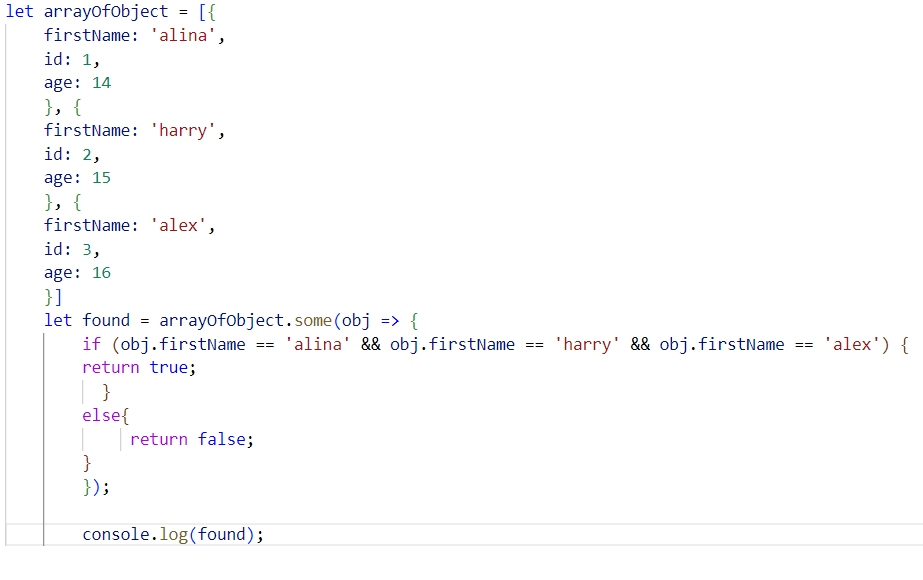 let arrayOfObject = [{
firstName: 'alina',
id: 1,
age: 14
}, {
firstName: 'harry',
id: 2,
age: 15
}, {
firstName: 'alex',
id: 3,
age: 16
}]
let found = arrayOfObject.some(obj => {
if (obj.firstName == 'alina' && obj.firstName == 'harry' && obj.firstName == 'alex') {
return true;
}
else{
return false;
}
});
console.log(found);